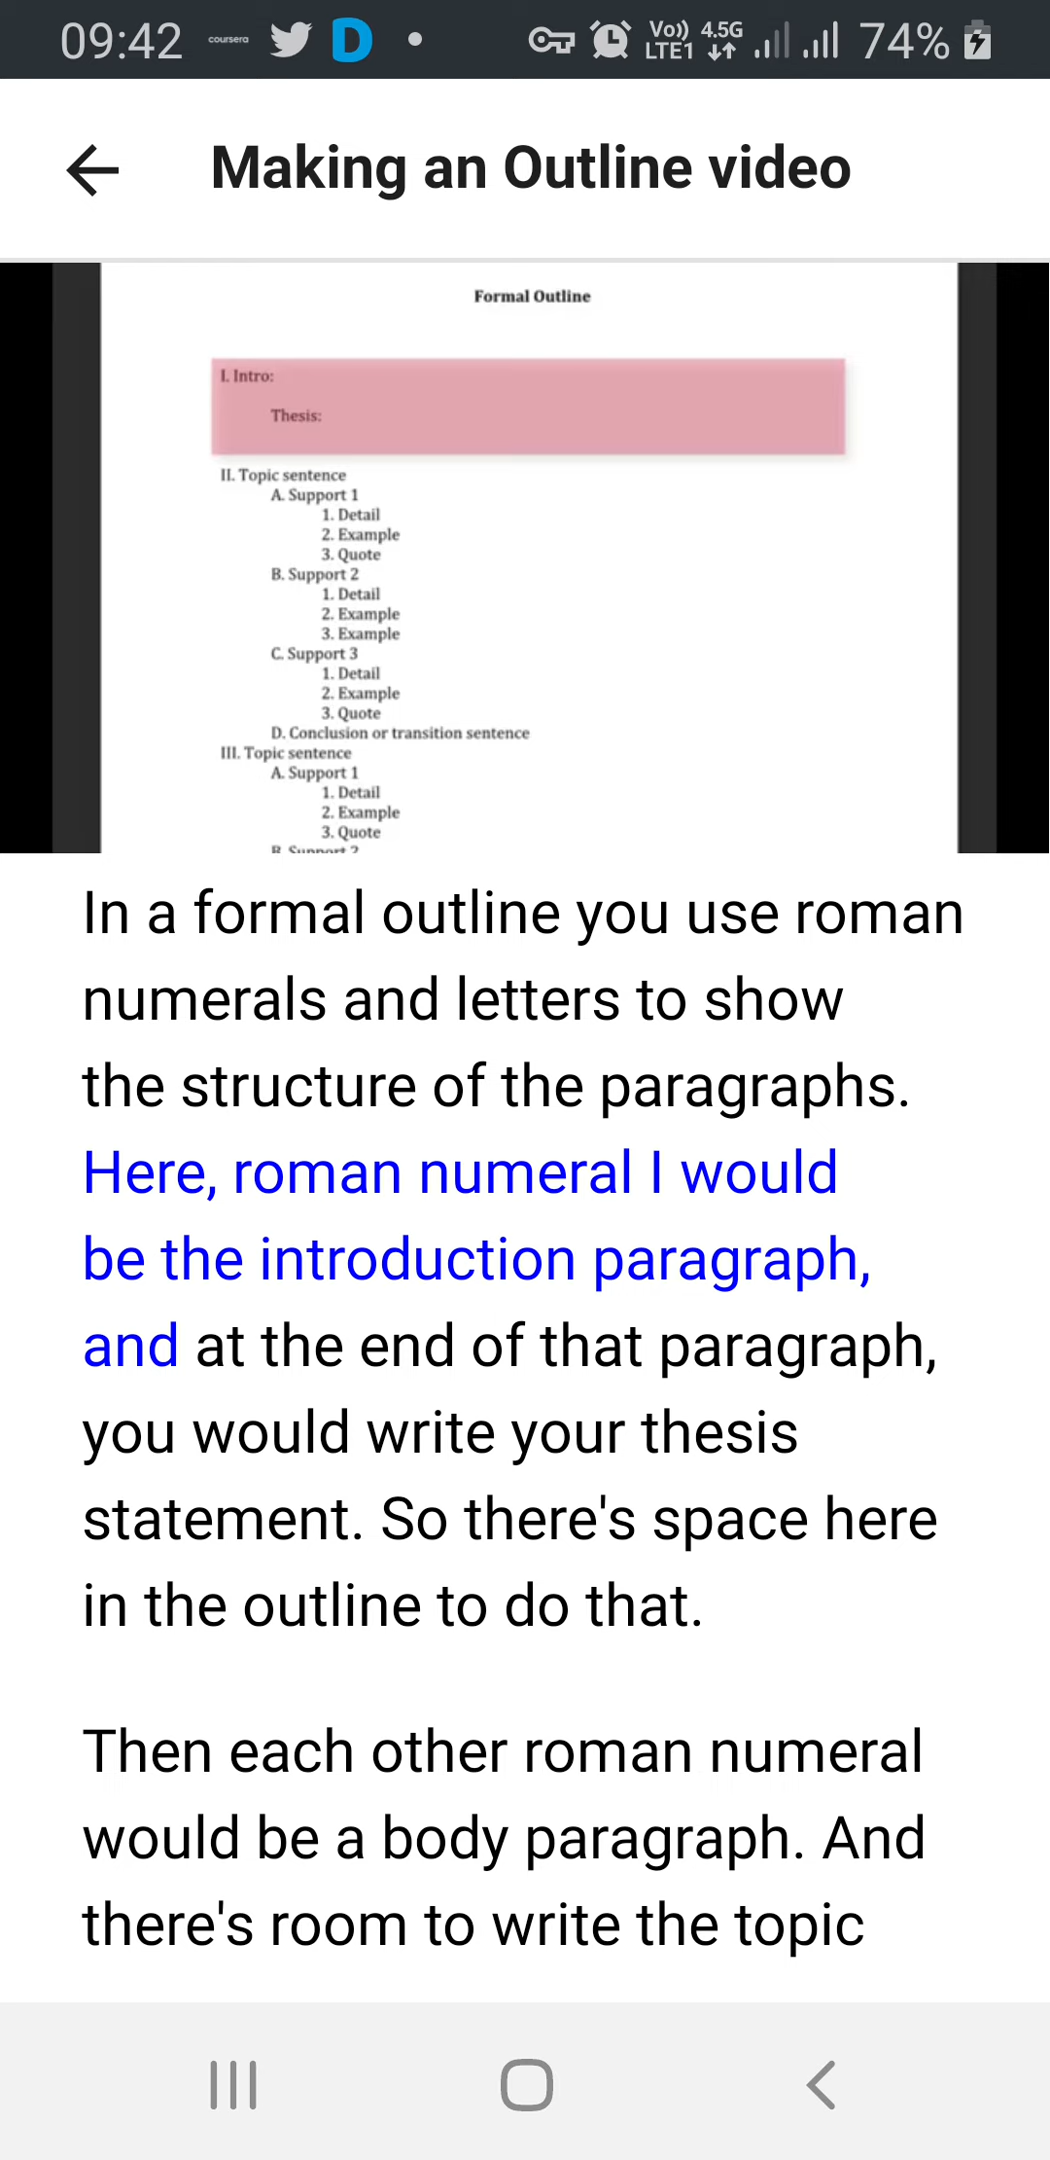 09:42 coursera D Vo)) LTE1 4.5G 74%
Making an Outline video
Formal Outline
I. Intro:
Thesis:
II. Topic sentence
A. Support 1
1. Detail
2. Example
3. Quote
B. Support 2
1. Detail
2. Example
3. Example
C. Support 3
1. Detail
2. Example
3. Quote
D. Conclusion or transition sentence
III. Topic sentence
A. Support 1
1. Detail
2. Example
3. Quote
B. Support 2
In a formal outline you use roman
numerals and letters to show
the structure of the paragraphs.
Here, roman numeral I would
be the introduction paragraph,
and at the end of that paragraph,
you would write your thesis
statement. So there's space here
in the outline to do that.
Then each other roman numeral
would be a body paragraph. And
there's room to write the topic